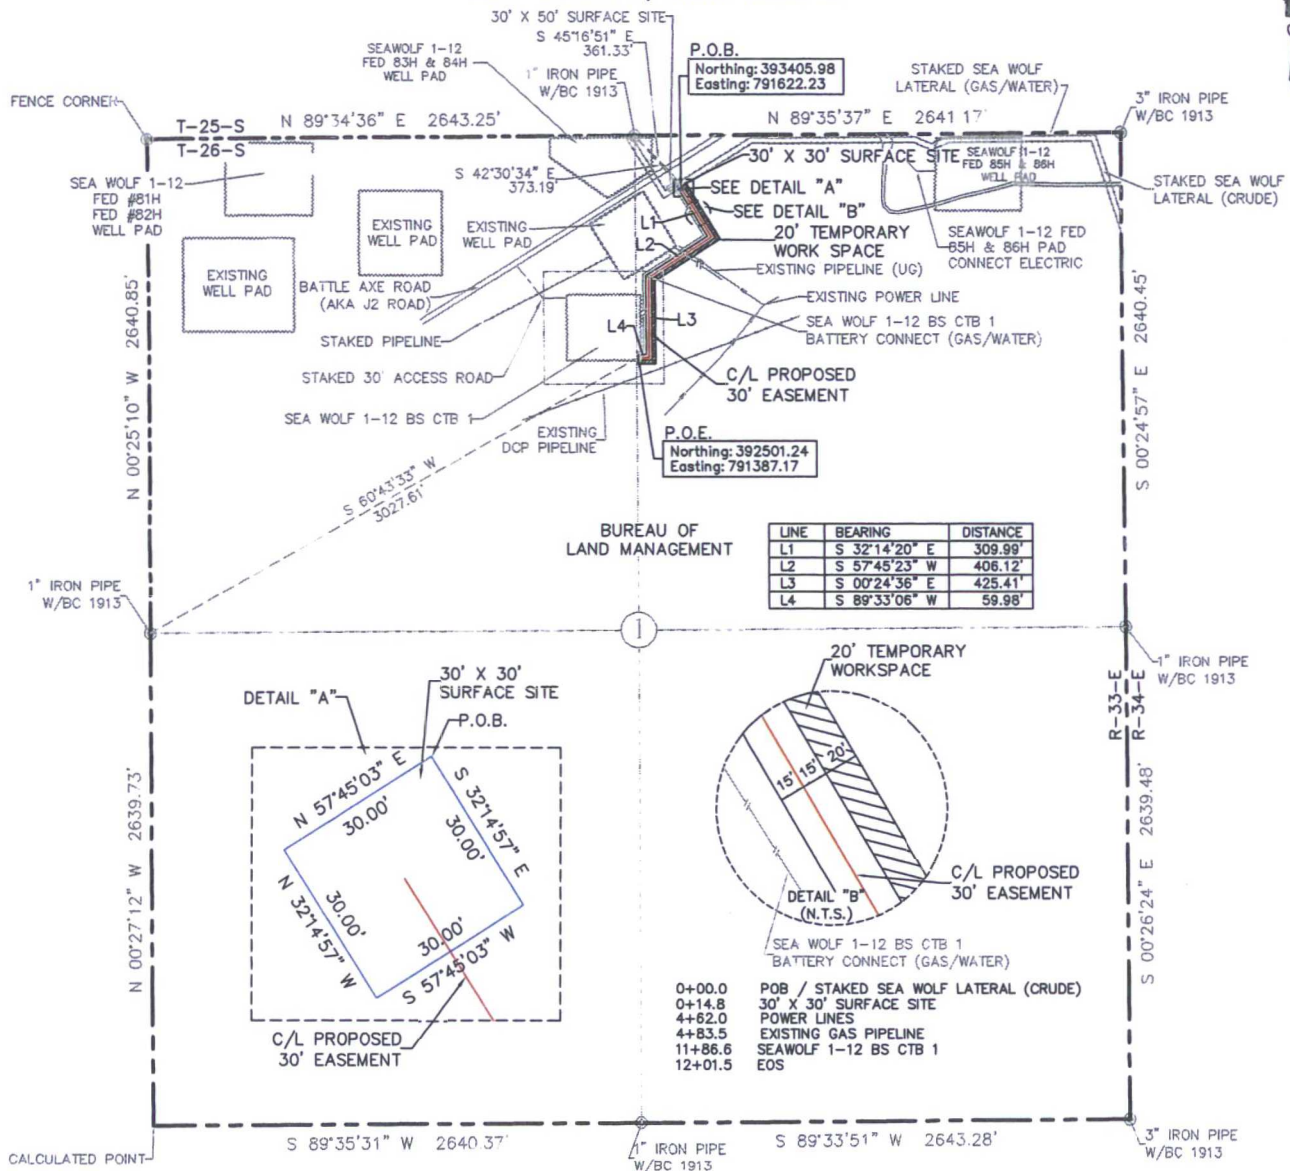 30' X 50' SURFACE SITE
S 45°16'51" E
361.33'
SEAWOLF 1-12
FED 83H & 84H
WELL PAD
1" IRON PIPE
W/BC 1913
P.O.B.
Northing: 393405.98
Easting: 791622.23
STAKED SEA WOLF
LATERAL (GAS/WATER)
3" IRON PIPE
W/BC 1913
FENCE CORNER
T-25-S
T-26-S
N 89°34'36" E 2643.25'
N 89°35'37" E 2641.17'
SEA WOLF 1-12
FED #81H
FED #82H
WELL PAD
S 42°30'34" E
373.19'
30' X 30' SURFACE SITE
SEAWOLF 1-12
FED 85H & 86H
WELL PAD
STAKED SEA WOLF
LATERAL (CRUDE)
SEE DETAIL "A"
SEE DETAIL "B"
L1
L2
20' TEMPORARY
WORK SPACE
SEAWOLF 1-12 FED
85H & 86H PAD
CONNECT ELECTRIC
EXISTING
WELL PAD
EXISTING
WELL PAD
EXISTING
WELL PAD
EXISTING PIPELINE (UG)
BATTLE AXE ROAD
(AKA J2 ROAD)
EXISTING POWER LINE
STAKED PIPELINE
L4
L3
SEA WOLF 1-12 BS CTB 1
BATTERY CONNECT (GAS/WATER)
STAKED 30' ACCESS ROAD
C/L PROPOSED
30' EASEMENT
SEA WOLF 1-12 BS CTB 1
EXISTING
DCP PIPELINE
P.O.E.
Northing: 392501.24
Easting: 791387.17
N 00°25'10" W 2640.85'
S 00°24'57" E 2640.45'
S 60°43'33" W
3027.61'
BUREAU OF
LAND MANAGEMENT
LINE BEARING DISTANCE
L1 S 32°14'20" E 309.99'
L2 S 57°45'23" W 406.12'
L3 S 00°24'36" E 425.41'
L4 S 89°33'06" W 59.98'
1" IRON PIPE
W/BC 1913
1
1" IRON PIPE
W/BC 1913
R-33-E
R-34-E
DETAIL "A"
30' X 30'
SURFACE SITE
P.O.B.
N 57°45'03" E
30.00'
S 32°14'57" E
30.00'
N 32°14'57" W
30.00'
S 57°45'03" W
30.00'
C/L PROPOSED
30' EASEMENT
20' TEMPORARY
WORKSPACE
15' 15' 20'
C/L PROPOSED
30' EASEMENT
DETAIL "B"
(N.T.S.)
SEA WOLF 1-12 BS CTB 1
BATTERY CONNECT (GAS/WATER)
N 00°27'12" W 2639.73'
S 00°26'24" E 2639.48'
0+00.0 POB / STAKED SEA WOLF LATERAL (CRUDE)
0+14.8 30' X 30' SURFACE SITE
4+62.0 POWER LINES
4+83.5 EXISTING GAS PIPELINE
11+86.6 SEAWOLF 1-12 BS CTB 1
12+01.5 EOS
CALCULATED POINT
S 89°35'31" W 2640.37'
1" IRON PIPE
W/BC 1913
S 89°33'51" W 2643.28'
3" IRON PIPE
W/BC 1913